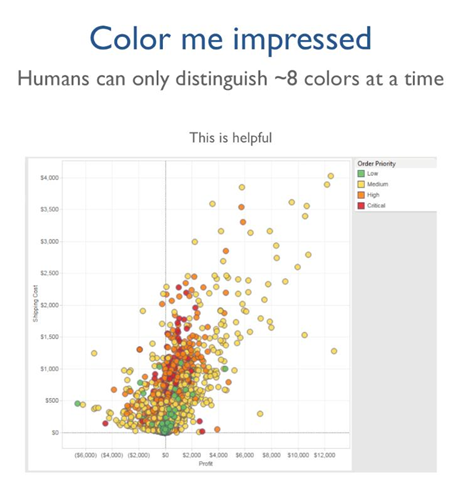 Color me impressed
Humans can only distinguish ~8 colors at a time
This is helpful
Order Priority
Low
Medium
High
Critical
$4,000
$3,500
$3,000
$2,500
$2,000
$1,500
$1,000
$500
$0
Shipping Cost
($6,000) ($4,000) ($2,000) $0 $2,000 $4,000 $6,000 $8,000 $10,000 $12,000
Profit